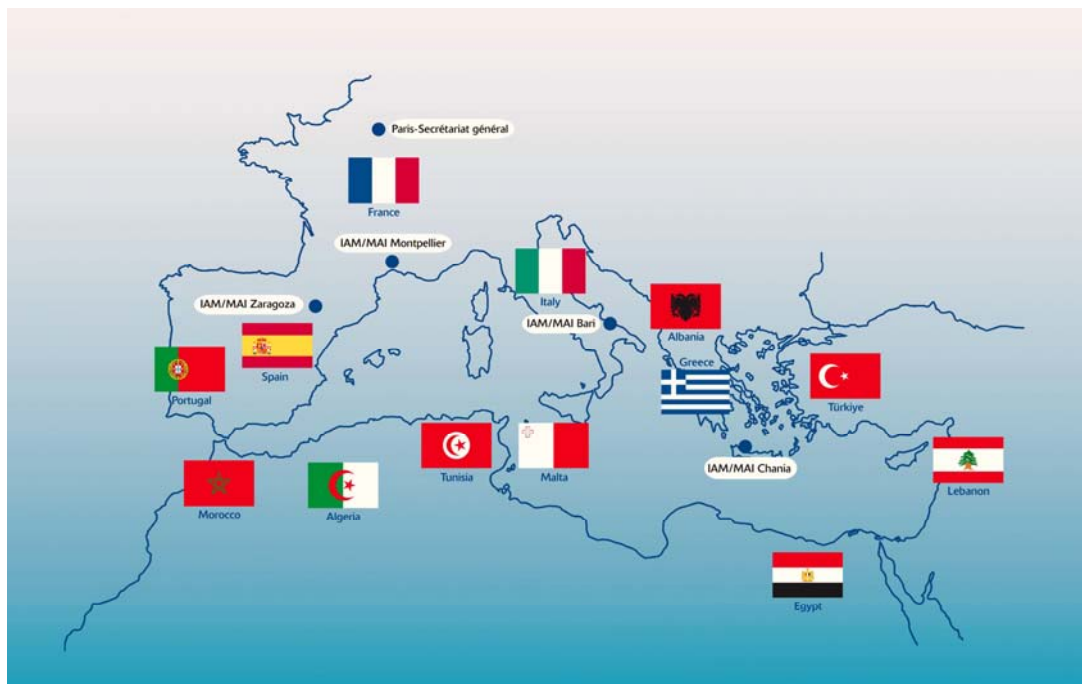 Paris-Secrétariat général
France
IAM/MAI Montpellier
IAM/MAI Zaragoza
Italy
IAM/MAI Bari
Albania
Spain
Greece
Portugal
Türkiye
Tunisia
Malta
IAM/MAI Chania
Lebanon
Morocco
Algeria
Egypt